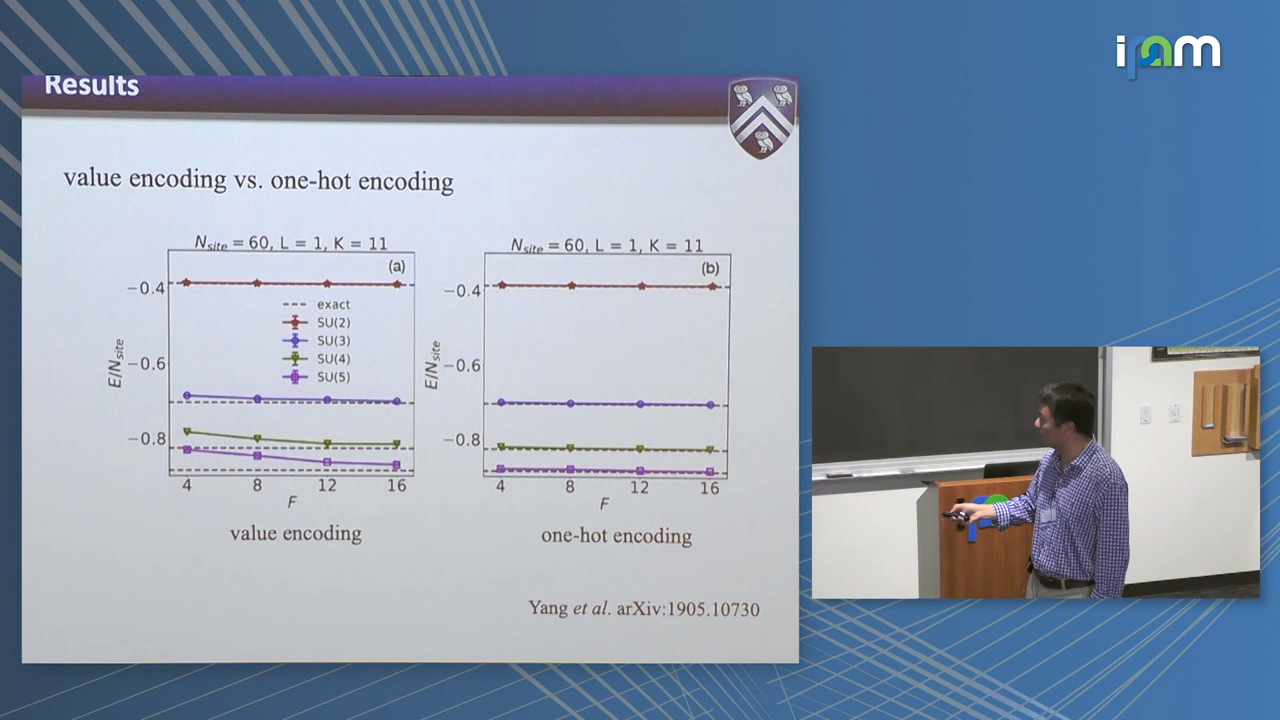 ipam
Results
value encoding vs. one-hot encoding
N_site = 60, L = 1, K = 11
(a)
−0.4
−0.6
−0.8
E/N_site
exact
SU(2)
SU(3)
SU(4)
SU(5)
4 8 12 16
F
value encoding
N_site = 60, L = 1, K = 11
(b)
−0.4
−0.6
−0.8
E/N_site
4 8 12 16
F
one-hot encoding
Yang et al. arXiv:1905.10730